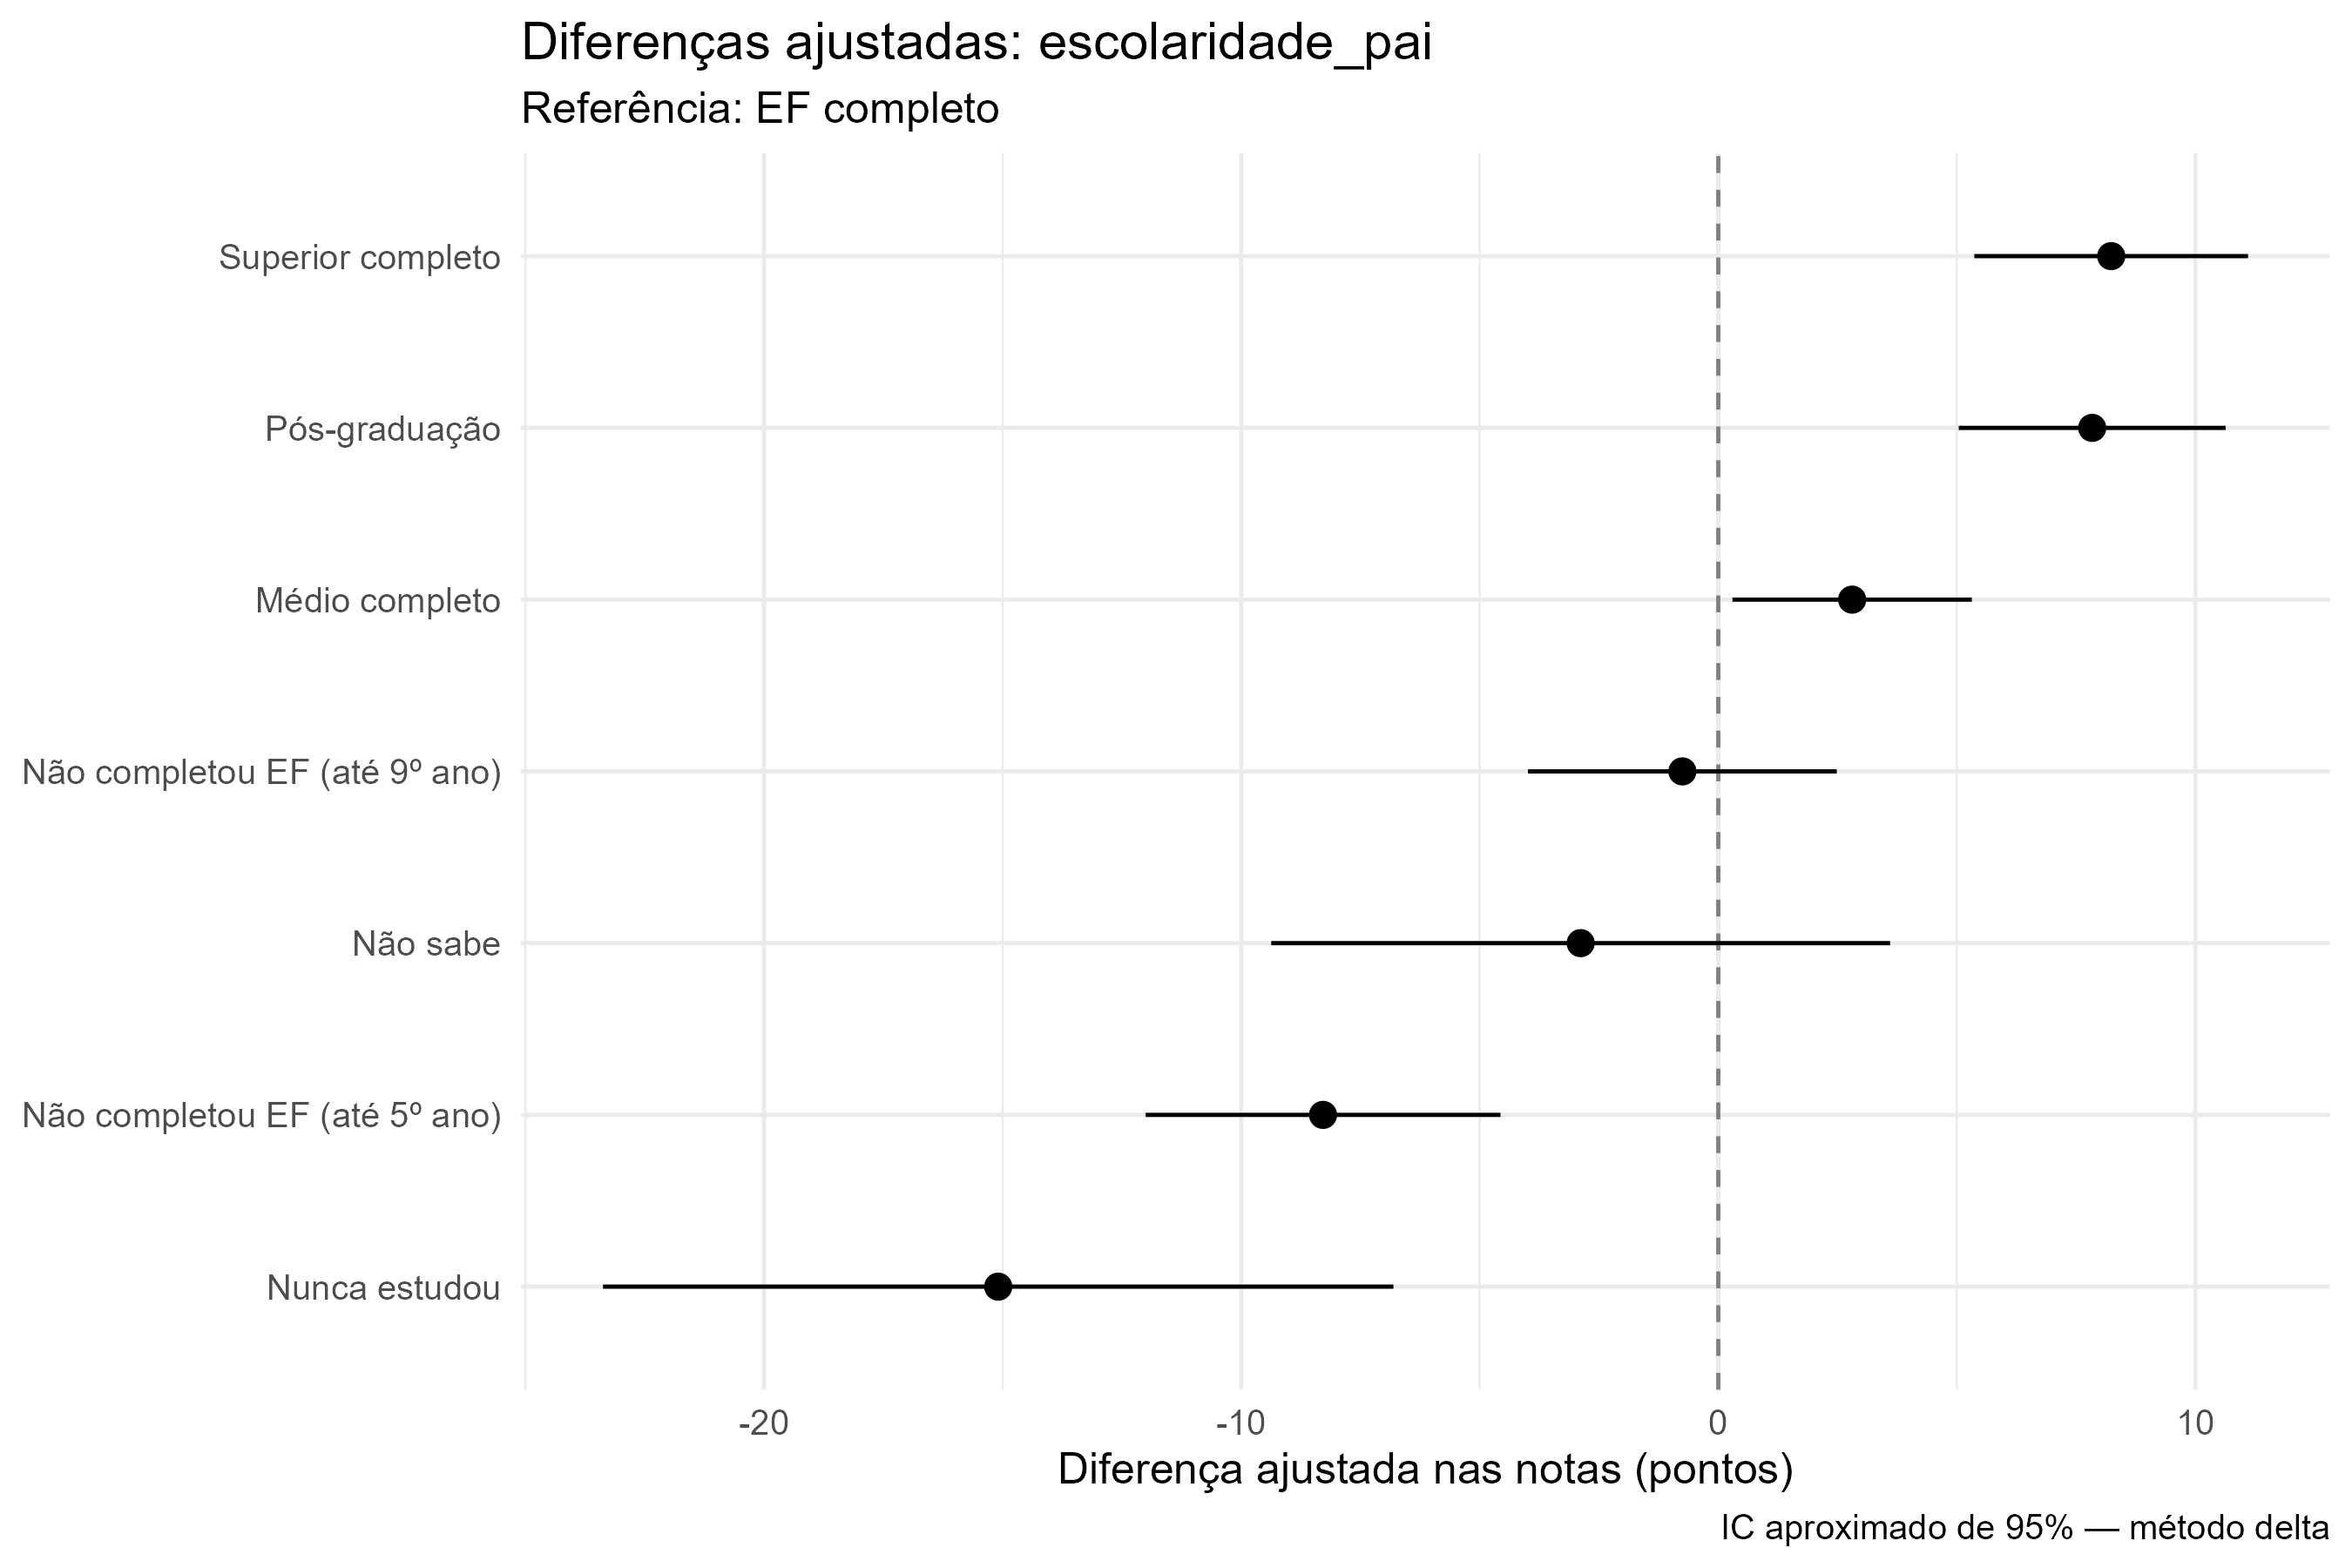 Diferenças ajustadas: escolaridade_pai
Referência: EF completo
Superior completo
Pós-graduação
Médio completo
Não completou EF (até 9º ano)
Não sabe
Não completou EF (até 5º ano)
Nunca estudou
-20 -10 0 10
Diferença ajustada nas notas (pontos)
IC aproximado de 95% — método delta